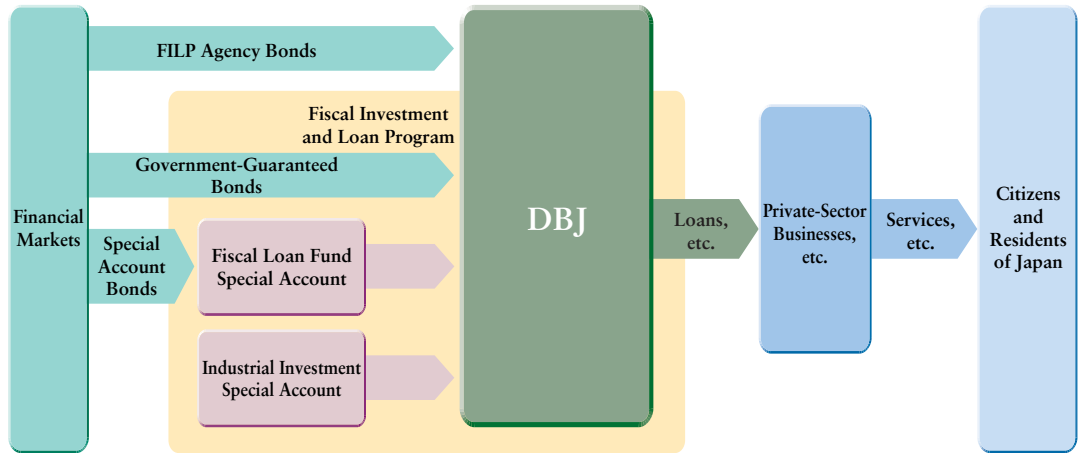 FILP Agency Bonds
Fiscal Investment
and Loan Program
Government-Guaranteed
Bonds
Financial
Markets
Special
Account
Bonds
Fiscal Loan Fund
Special Account
Industrial Investment
Special Account
DBJ
Loans,
etc.
Private-Sector
Businesses,
etc.
Services,
etc.
Citizens
and
Residents
of Japan